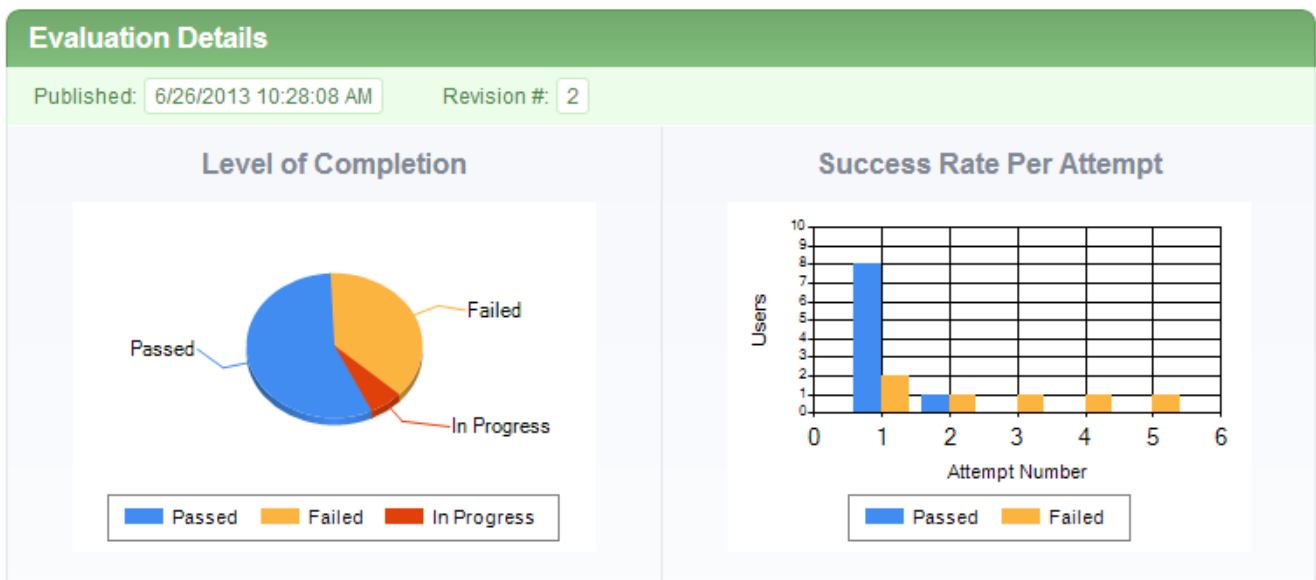 Evaluation Details
Published: 6/26/2013 10:28:08 AM Revision #: 2
Level of Completion
Failed
Passed
In Progress
Passed Failed In Progress
Success Rate Per Attempt
10
9
8
7
6
5
4
3
2
1
0
Users
0 1 2 3 4 5 6
Attempt Number
Passed Failed